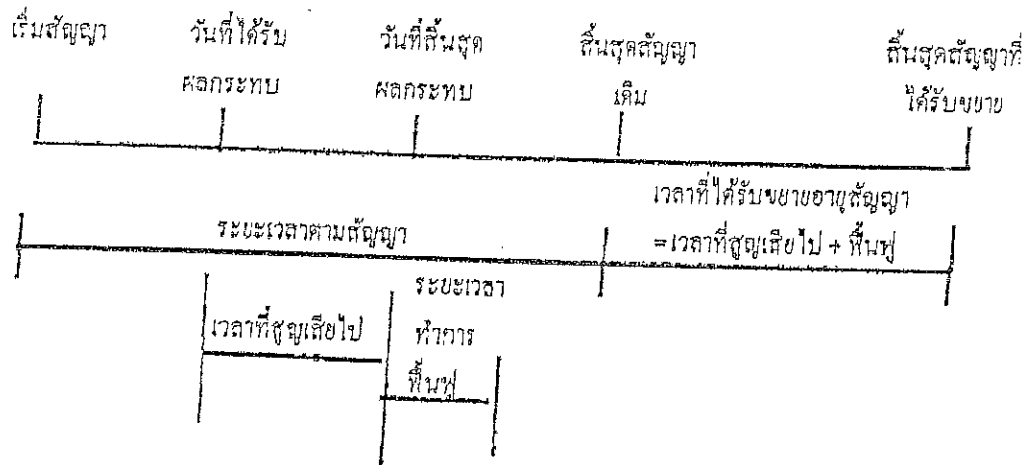 เริ่มสัญญา
วันที่ได้รับ
ผลกระทบ
วันที่สิ้นสุด
ผลกระทบ
สิ้นสุดสัญญา
เดิม
สิ้นสุดสัญญาที่
ได้รับขยาย
เวลาที่ได้รับขยายอายุสัญญา
=เวลาที่สูญเสียไป + ฟื้นฟู
ระยะเวลาตามสัญญา
เวลาที่สูญเสียไป
ระยะเวลา
ทำการ
ฟื้นฟู